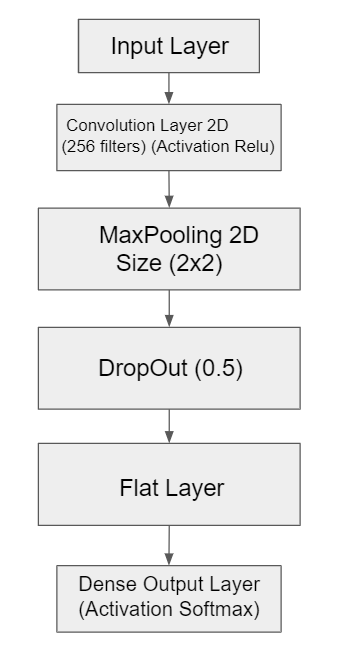 Input Layer
Convolution Layer 2D
(256 filters) (Activation Relu)
MaxPooling 2D
Size (2x2)
DropOut (0.5)
Flat Layer
Dense Output Layer
(Activation Softmax)